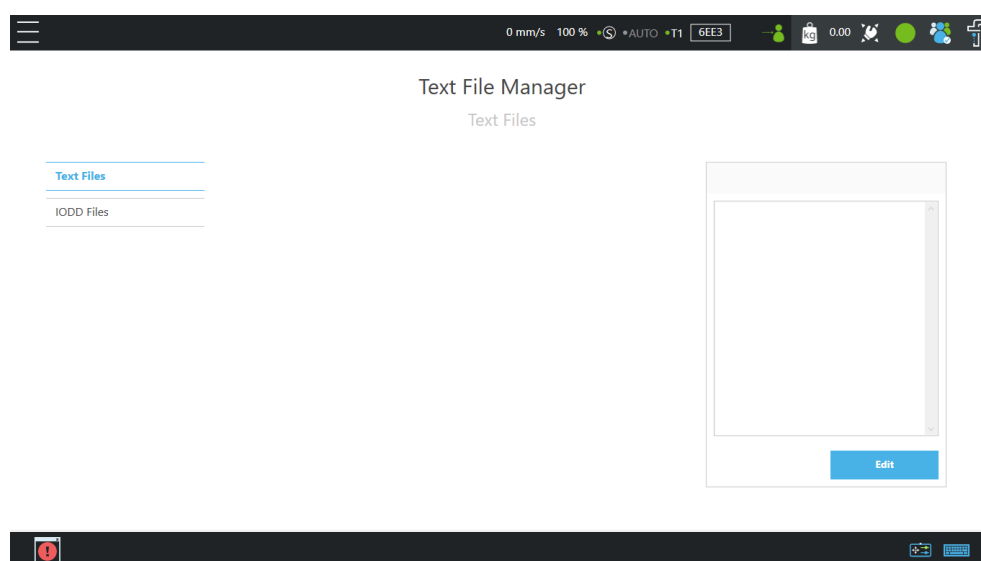 0 mm/s 100 % S AUTO T1 6EE3 kg 0.00
Text File Manager
Text Files
Text Files
IODD Files
Edit